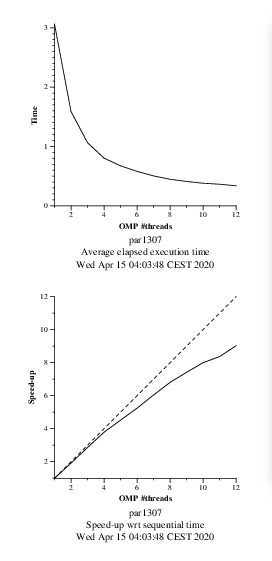 3
2
1
0
Time
2 4 6 8 10 12
OMP #threads
par1307
Average elapsed execution time
Wed Apr 15 04:03:48 CEST 2020
12
10
8
6
4
2
Speed-up
2 4 6 8 10 12
OMP #threads
par1307
Speed-up wrt sequential time
Wed Apr 15 04:03:48 CEST 2020